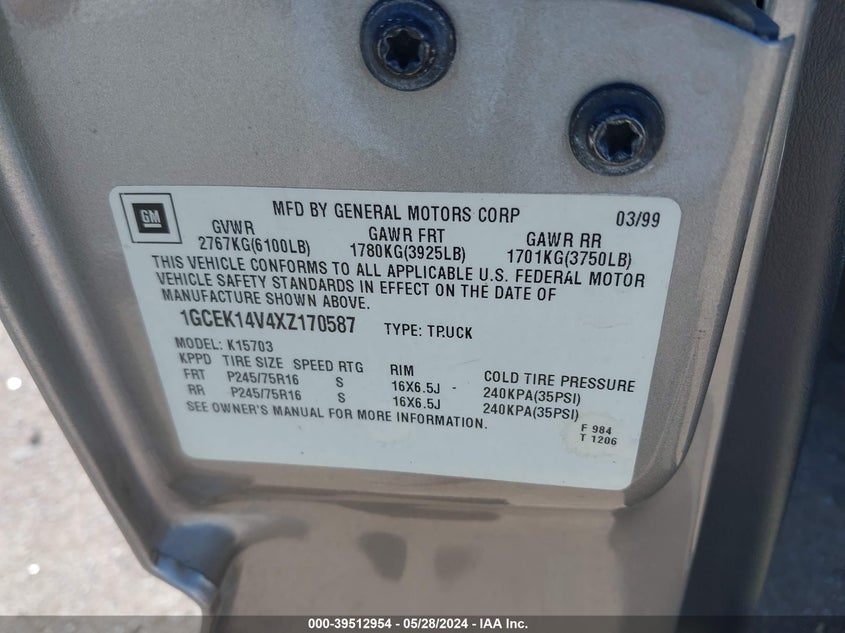 GM
MFD BY GENERAL MOTORS CORP 03/99
GVWR GAWR FRT GAWR RR
2767KG(6100LB) 1780KG(3925LB) 1701KG(3750LB)
THIS VEHICLE CONFORMS TO ALL APPLICABLE U.S. FEDERAL MOTOR
VEHICLE SAFETY STANDARDS IN EFFECT ON THE DATE OF
MANUFACTURE SHOWN ABOVE.
1GCEK14V4XZ170587 TYPE: TRUCK
MODEL: K15703
KPPD TIRE SIZE SPEED RTG RIM COLD TIRE PRESSURE
FRT P245/75R16 S 16X6.5J 240KPA(35PSI)
RR P245/75R16 S 16X6.5J 240KPA(35PSI)
SEE OWNER'S MANUAL FOR MORE INFORMATION.
F 984
T 1206
000-39512954 - 05/28/2024 - IAA Inc.